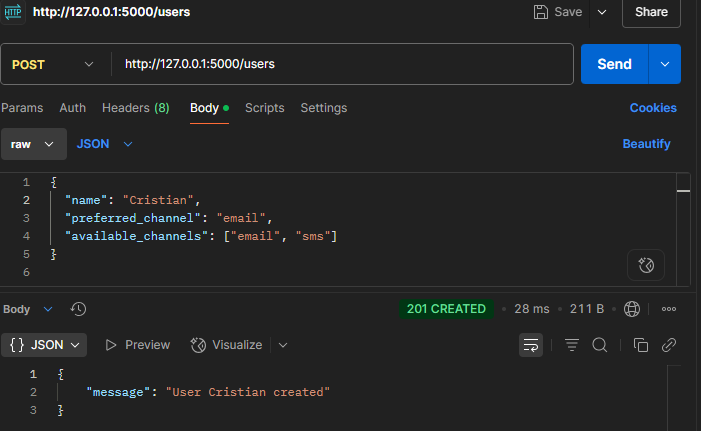 HTTP http://127.0.0.1:5000/users Save Share
POST http://127.0.0.1:5000/users Send
Params Auth Headers (8) Body Scripts Settings Cookies
raw JSON Beautify
1 {
2 "name": "Cristian",
3 "preferred_channel": "email",
4 "available_channels": ["email", "sms"]
5 }
6
Body 201 CREATED 28 ms 211 B
{} JSON Preview Visualize
1 {
2 "message": "User Cristian created"
3 }